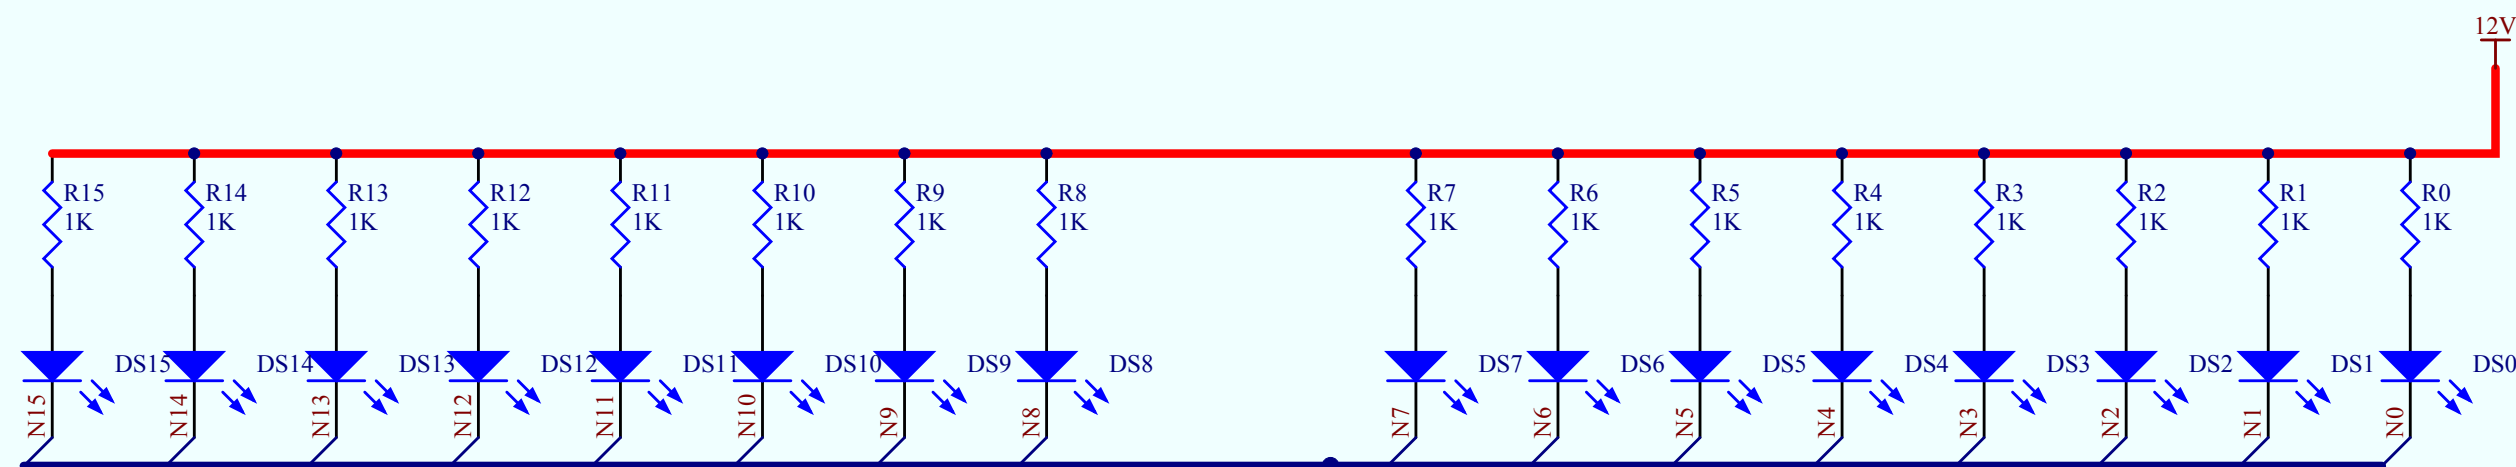 12V
R15
1K
R14
1K
R13
1K
R12
1K
R11
1K
R10
1K
R9
1K
R8
1K
R7
1K
R6
1K
R5
1K
R4
1K
R3
1K
R2
1K
R1
1K
R0
1K
DS15
DS14
DS13
DS12
DS11
DS10
DS9
DS8
DS7
DS6
DS5
DS4
DS3
DS2
DS1
DS0
N15
N14
N13
N12
N11
N10
N9
N8
N7
N6
N5
N4
N3
N2
N1
N0